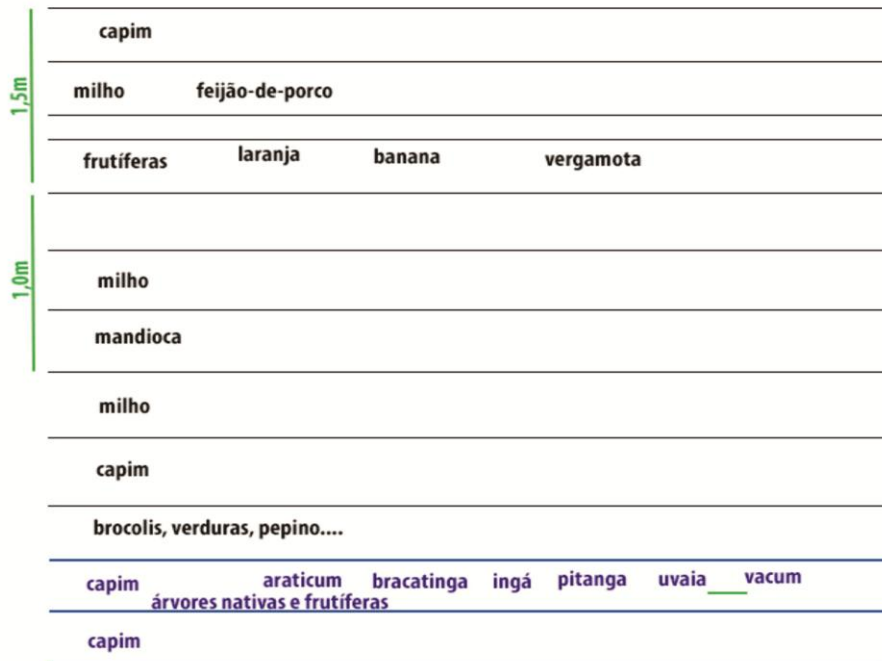 capim
1,5m
milho feijão-de-porco
frutíferas laranja banana vergamota
1,0m
milho
mandioca
milho
capim
brocolis, verduras, pepino....
capim araticum bracatinga ingá pitanga uvaia vacum
árvores nativas e frutíferas
capim